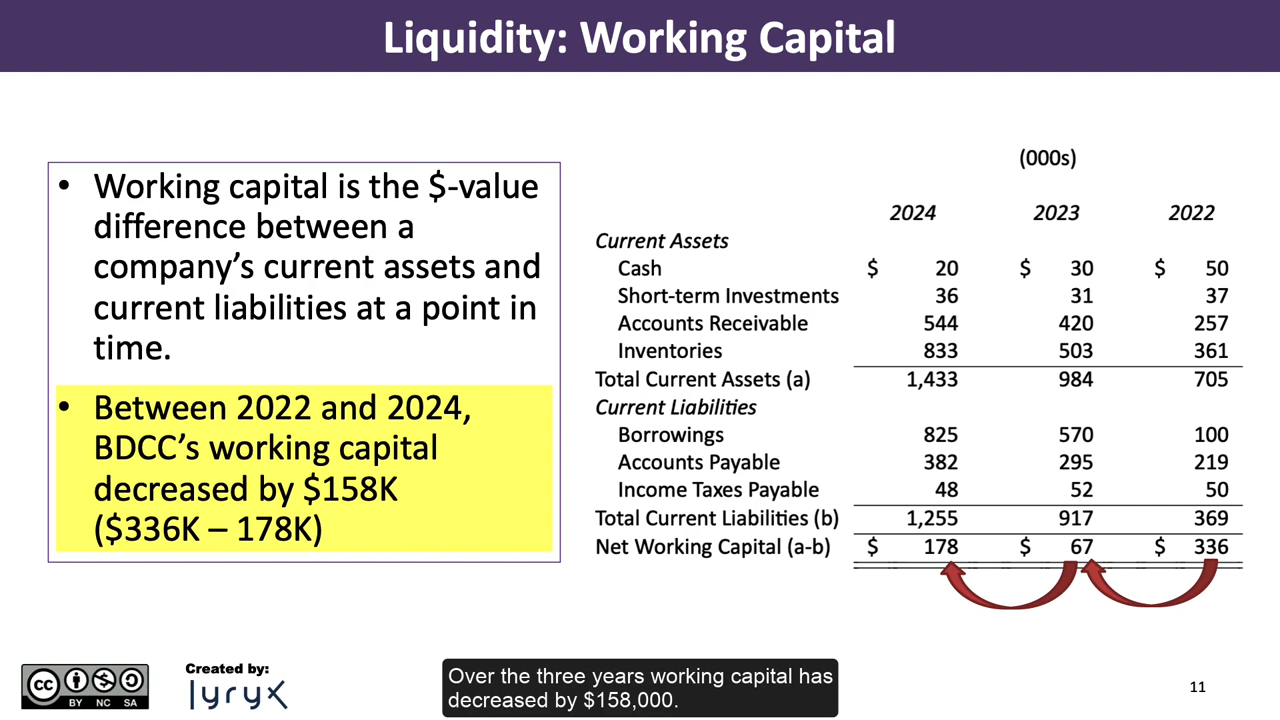 Liquidity: Working Capital
• Working capital is the $-value
difference between a
company's current assets and
current liabilities at a point in
time.
• Between 2022 and 2024,
BDCC's working capital
decreased by $158K
($336K – 178K)
(000s)
2024 2023 2022
Current Assets
Cash $ 20 $ 30 $ 50
Short-term Investments 36 31 37
Accounts Receivable 544 420 257
Inventories 833 503 361
Total Current Assets (a) 1,433 984 705
Current Liabilities
Borrowings 825 570 100
Accounts Payable 382 295 219
Income Taxes Payable 48 52 50
Total Current Liabilities (b) 1,255 917 369
Net Working Capital (a-b) $ 178 $ 67 $ 336
cc BY NC SA
Created by:
lyryx
Over the three years working capital has
decreased by $158,000.
11